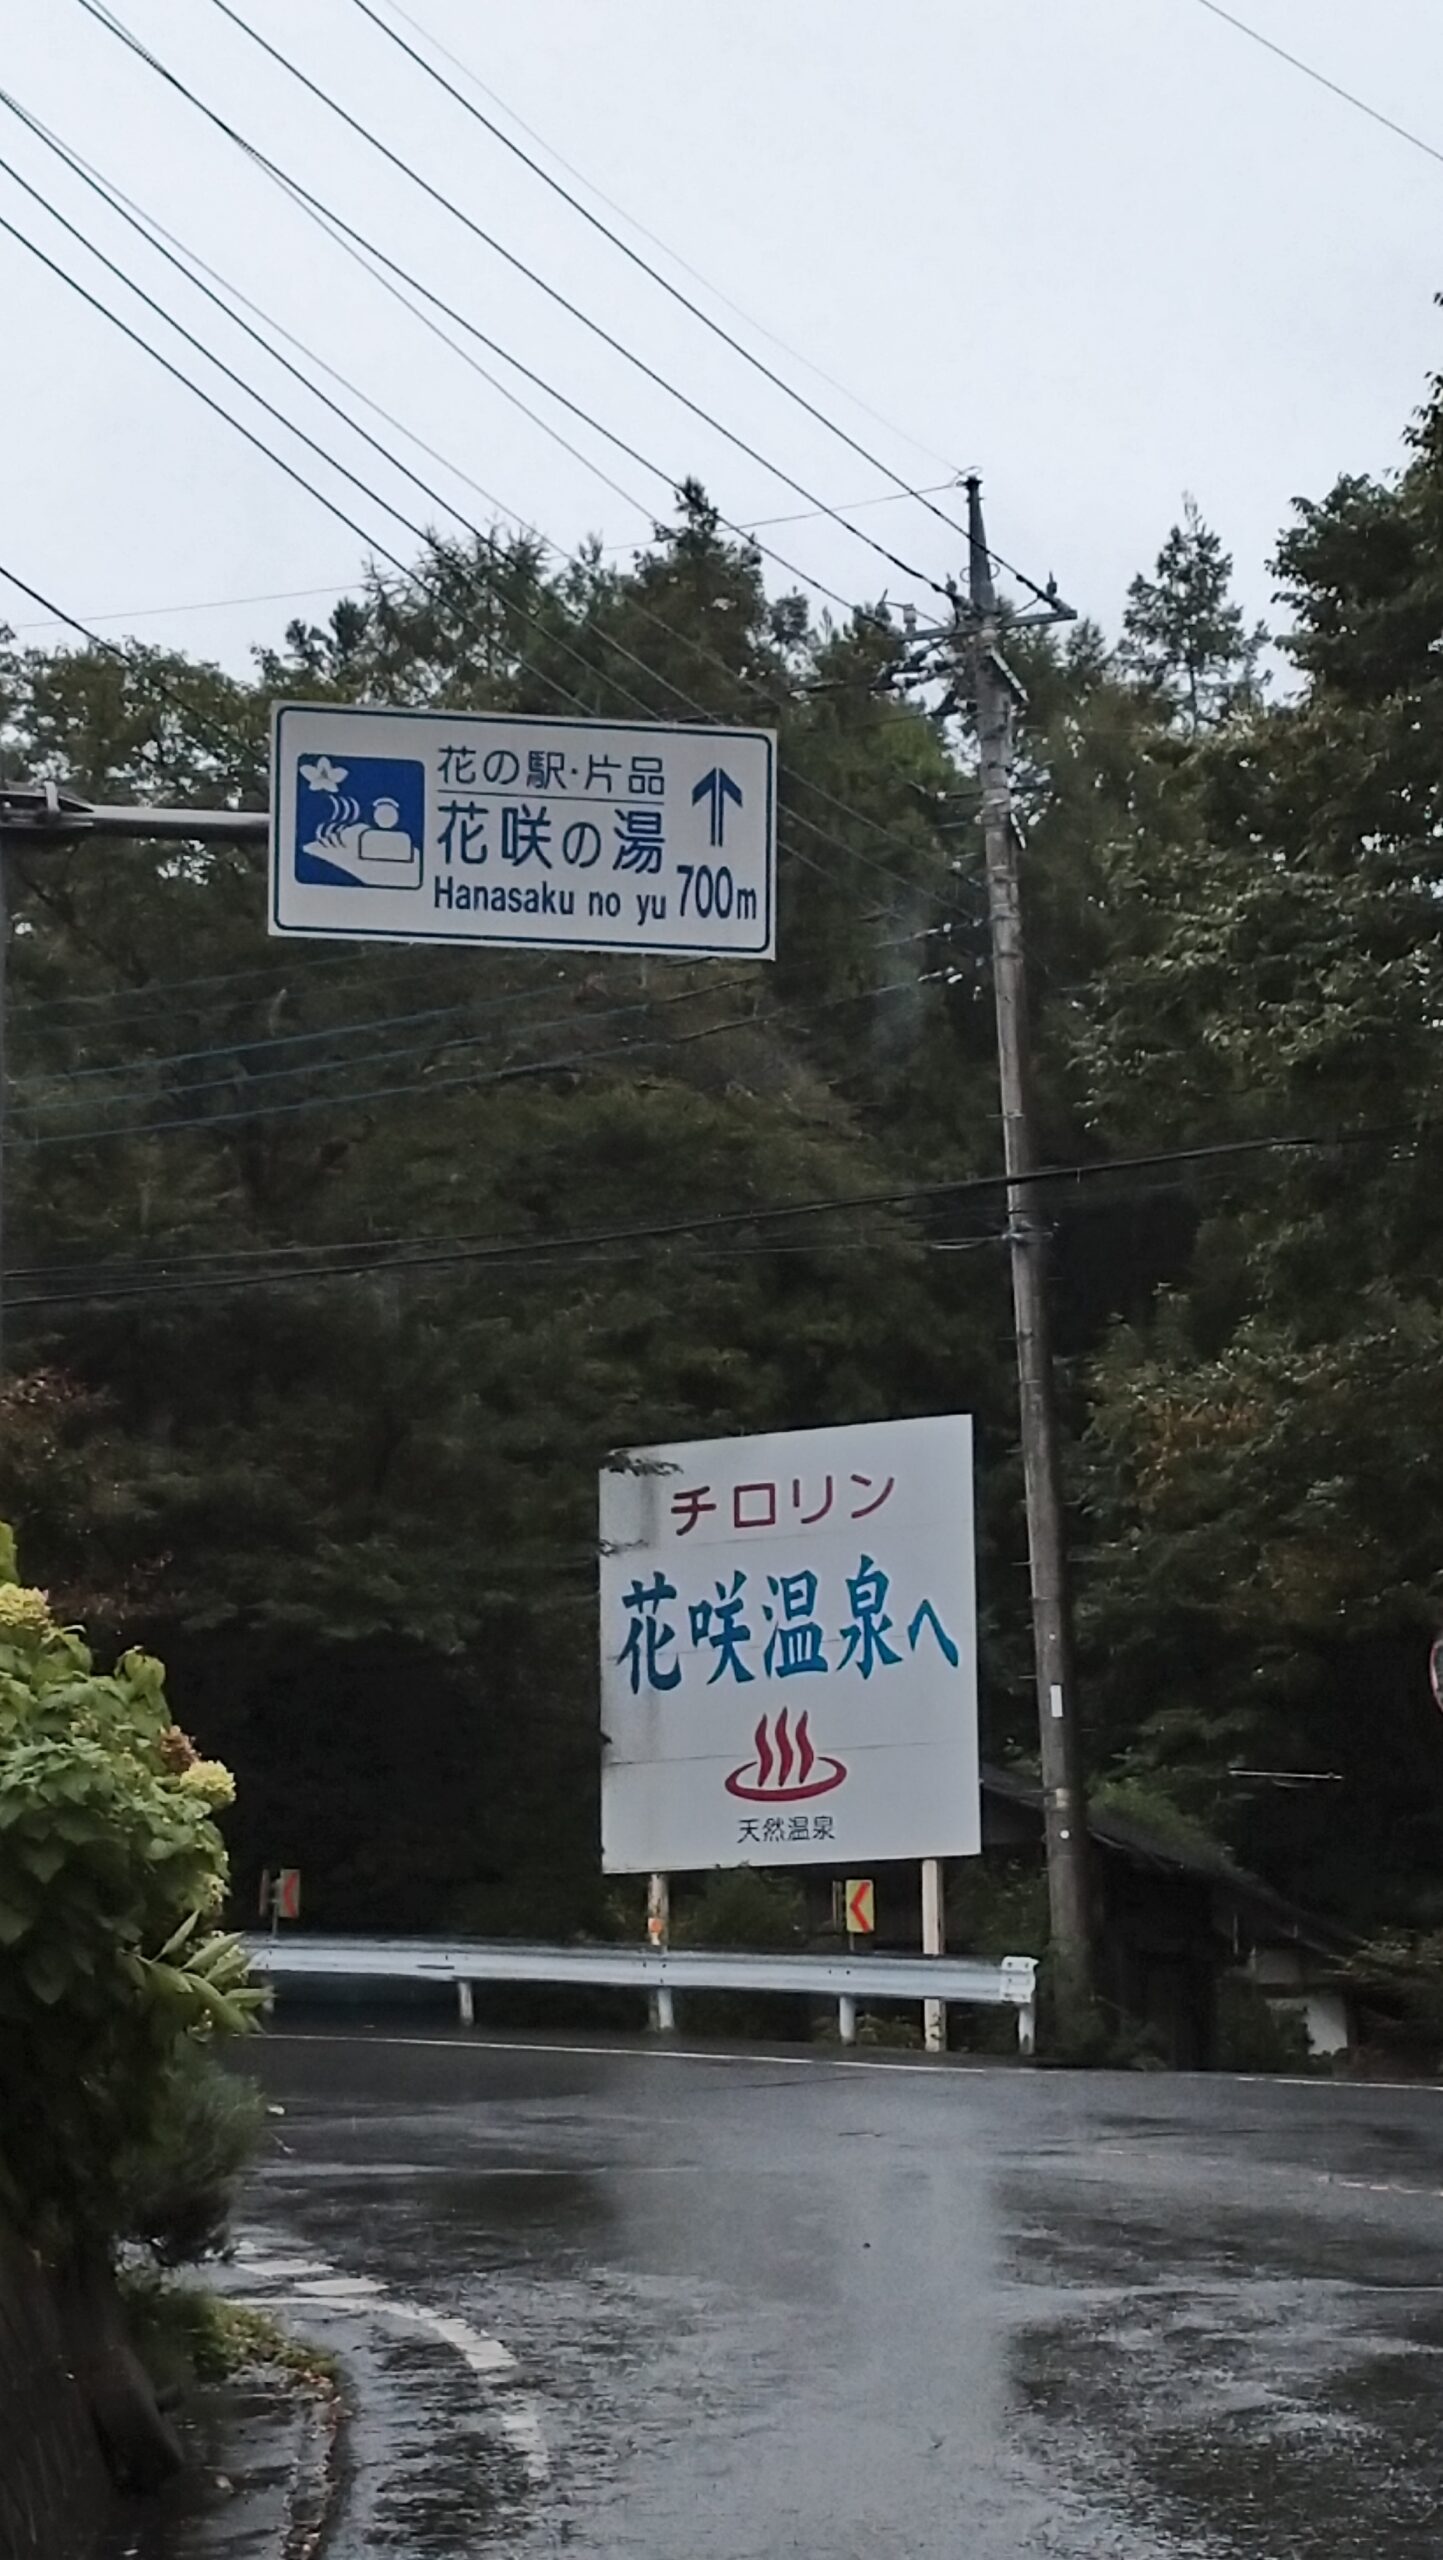 花の駅・片品
花咲の湯
Hanasaku no yu 700m
チロリン
花咲温泉へ
天然温泉